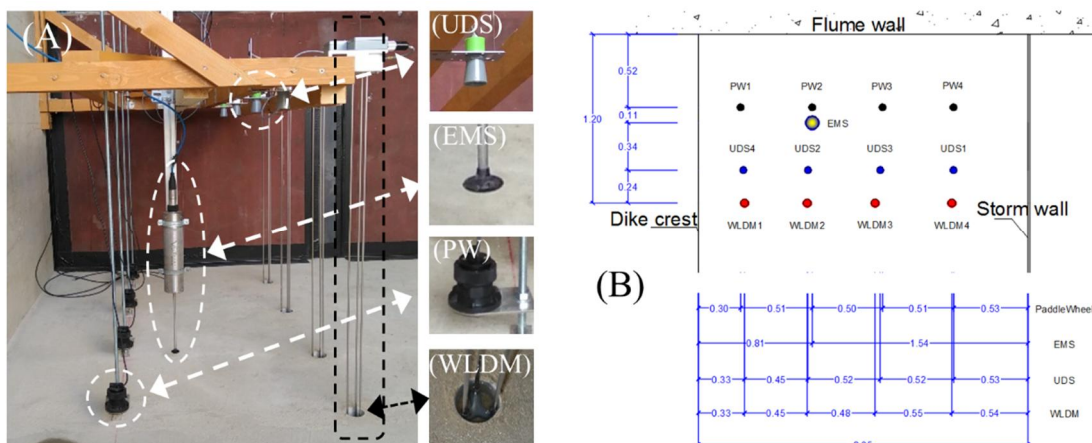 (A)
(UDS)
(EMS)
(PW)
(WLDM)
Flume wall
0.52
1.20
0.11
0.34
0.24
PW1 PW2 PW3 PW4
EMS
UDS4 UDS2 UDS3 UDS1
WLDM1 WLDM2 WLDM3 WLDM4
Dike crest
Storm wall
(B)
0.30 0.51 0.50 0.51 0.53 PaddleWheel
0.81 1.54 EMS
0.33 0.45 0.52 0.52 0.53 UDS
0.33 0.45 0.48 0.55 0.54 WLDM